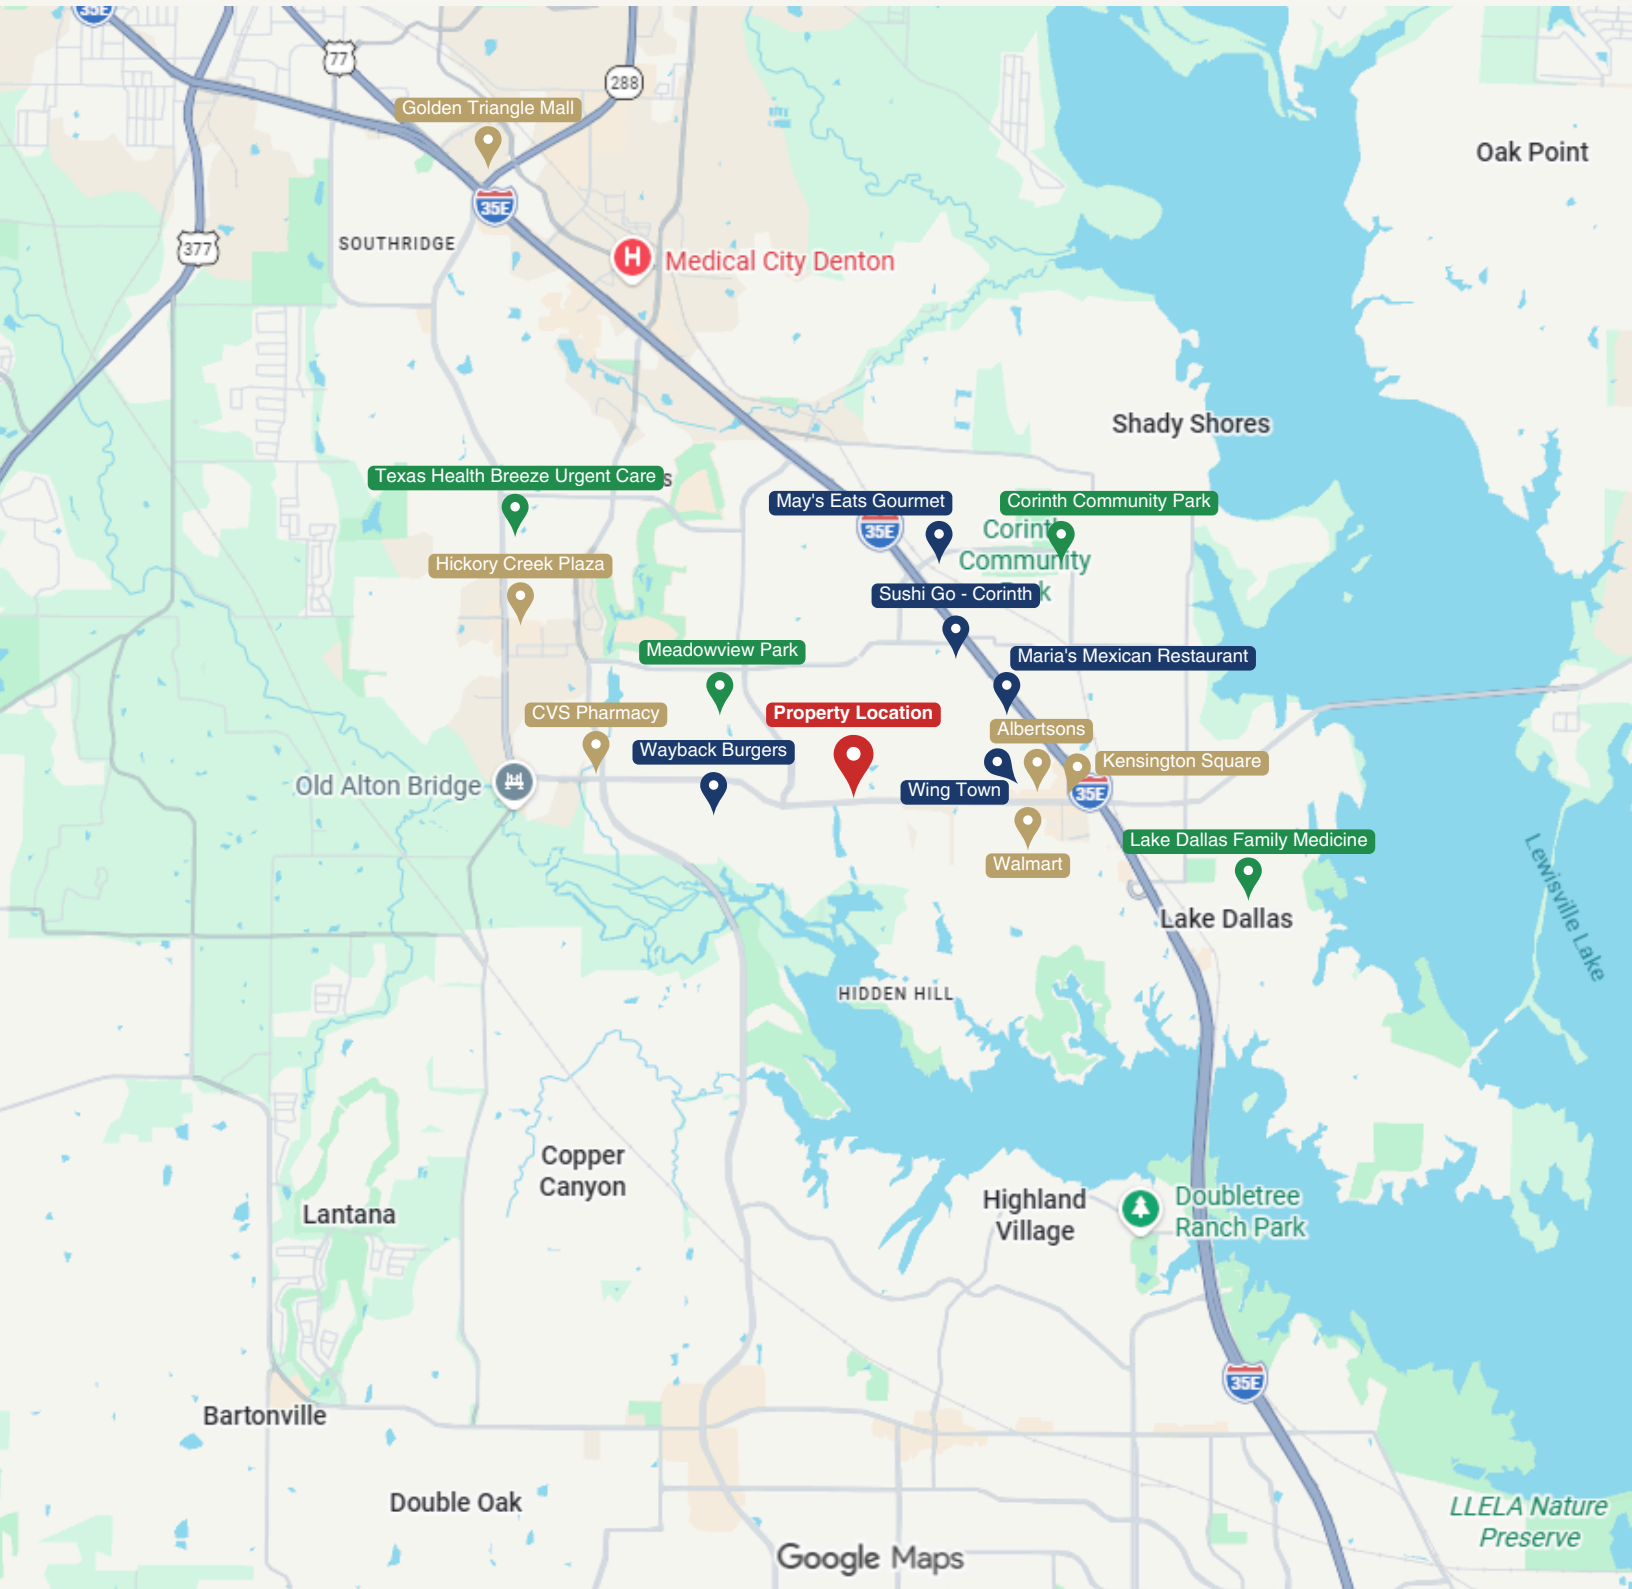 35E
77
288
Golden Triangle Mall
Oak Point
35E
377
SOUTHRIDGE
Medical City Denton
Shady Shores
Texas Health Breeze Urgent Care
s
May's Eats Gourmet
Corinth Community Park
35E
Corinth
Community
Hickory Creek Plaza
Sushi Go - Corinth
k
Meadowview Park
Maria's Mexican Restaurant
CVS Pharmacy
Property Location
Albertsons
Wayback Burgers
Kensington Square
Old Alton Bridge
Wing Town
35E
Walmart
Lake Dallas Family Medicine
Lewisville Lake
Lake Dallas
HIDDEN HILL
Copper
Canyon
Lantana
Highland
Village
Doubletree
Ranch Park
35E
Bartonville
Double Oak
LLELA Nature
Preserve
Google Maps